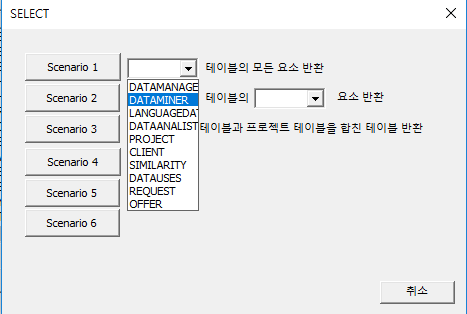 SELECT
Scenario 1 테이블의 모든 요소 반환
DATAMANAGE
Scenario 2 DATAMINER 테이블의 요소 반환
LANGUAGEDAT
Scenario 3 DATAANALIST 테이블과 프로젝트 테이블을 합친 테이블 반환
PROJECT
CLIENT
Scenario 4 SIMILARITY
DATAUSES
Scenario 5 REQUEST
OFFER
Scenario 6
취소